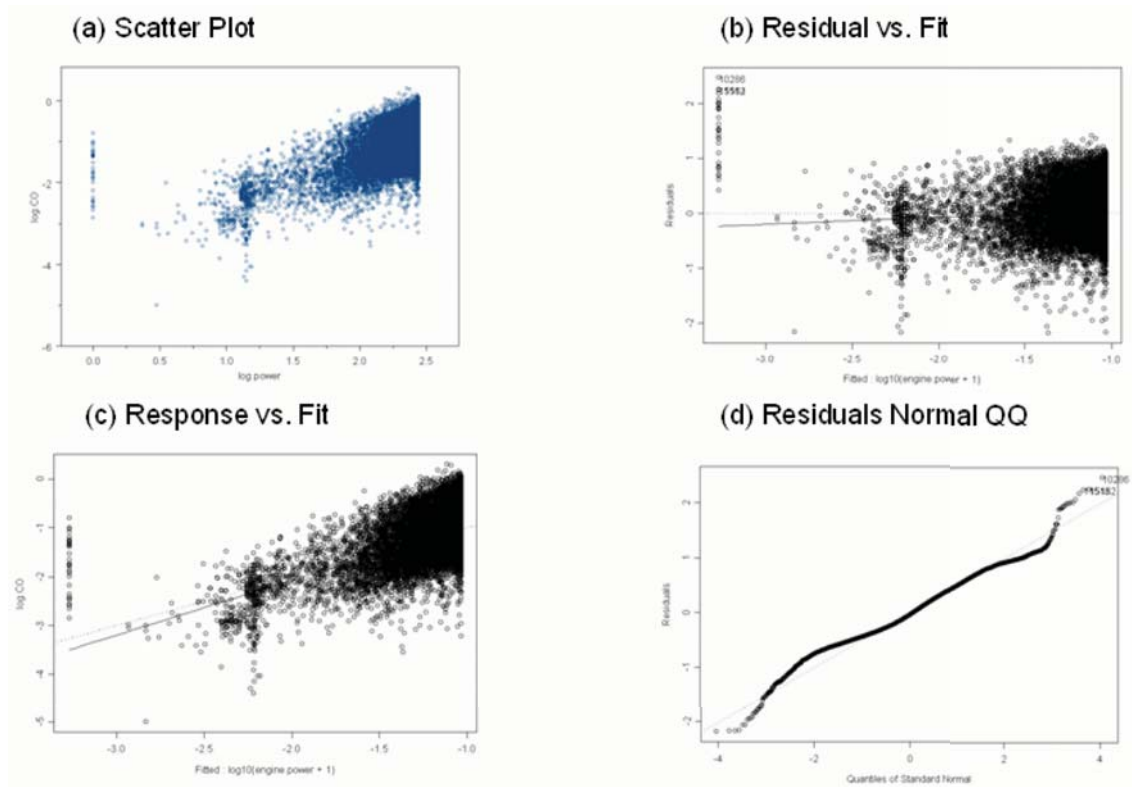 (a) Scatter Plot
(b) Residual vs. Fit
0
-2
-4
-6
log CO
0.0 0.5 1.0 1.5 2.0 2.5
log power
10286
2
1
0
-1
-2
Residuals
-3.0 -2.5 -2.0 -1.5 -1.0
Fitted : log10(engine power + 1)
(c) Response vs. Fit
(d) Residuals Normal QQ
0
-1
-2
-3
-4
-5
log CO
-3.0 -2.5 -2.0 -1.5 -1.0
Fitted : log10(engine power + 1)
10286
2
1
0
-1
-2
Residuals
-4 -2 0 2 4
Quantiles of Standard Normal